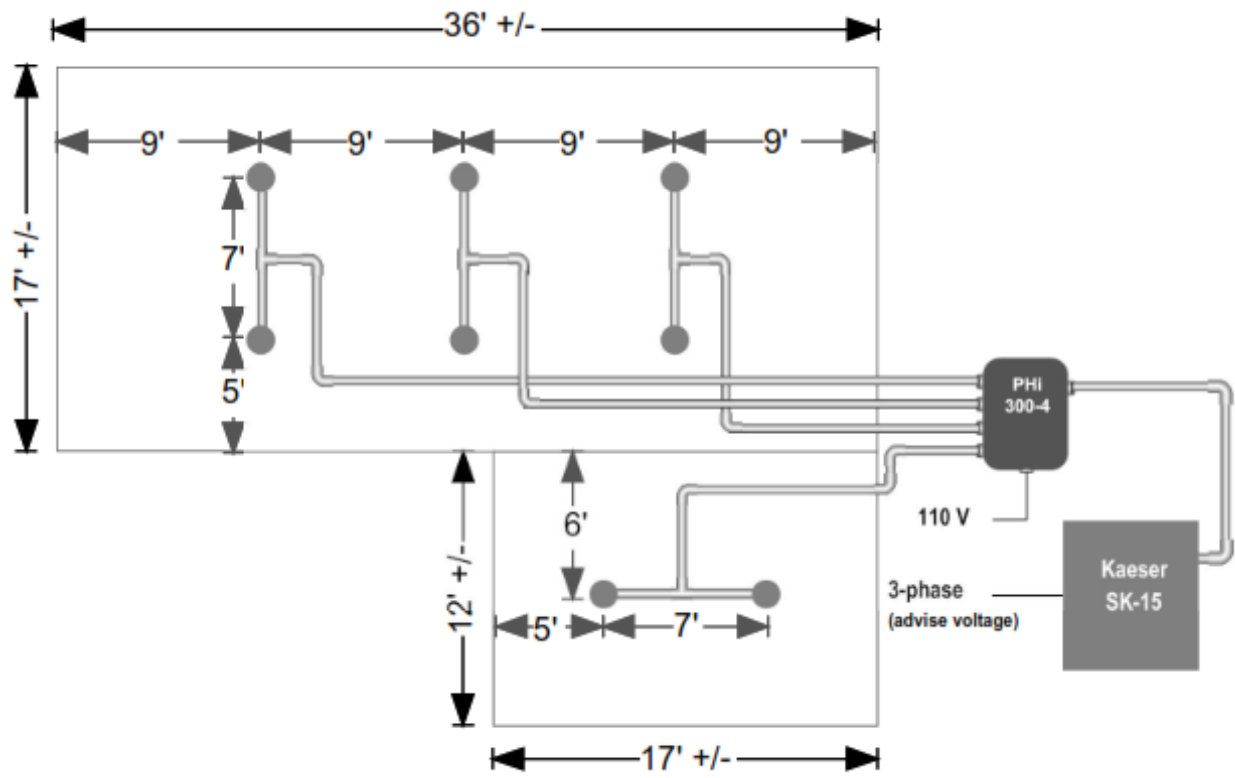 36' +/-
9'
9'
9'
9'
17' +/-
7'
5'
PHi
300-4
110 V
6'
12' +/-
5'
7'
3-phase
(advise voltage)
Kaeser
SK-15
17' +/-